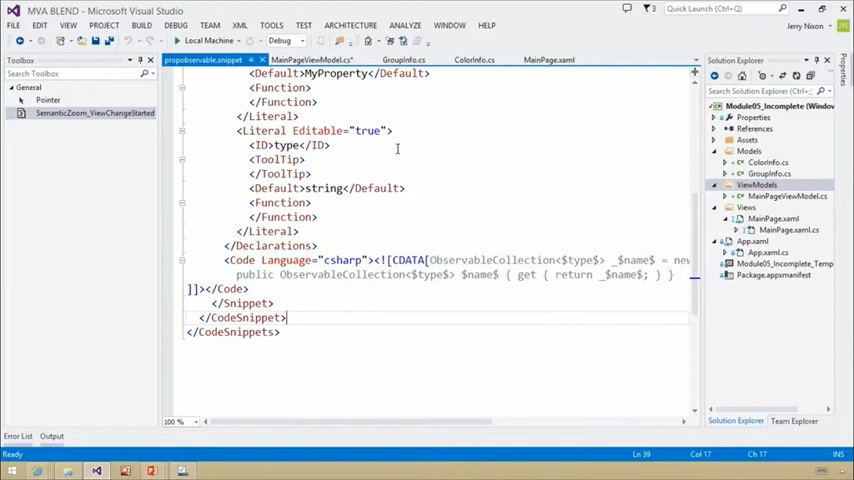 MVA BLEND - Microsoft Visual Studio
Quick Launch (Ctrl+Q)
FILE EDIT VIEW PROJECT BUILD DEBUG TEAM XML TOOLS TEST ARCHITECTURE ANALYZE WINDOW HELP
Jerry Nixon
Local Machine
Debug
Toolbox
propobservable.snippet
MainPageViewModel.cs*
GroupInfo.cs
ColorInfo.cs
MainPage.xaml
Solution Explorer
Properties
Search Toolbox
General
Pointer
SemanticZoom_ViewChangeStarted
<Default>MyProperty</Default>
<Function>
</Function>
</Literal>
<Literal Editable="true">
<ID>type</ID>
<ToolTip>
</ToolTip>
<Default>string</Default>
<Function>
</Function>
</Literal>
</Declarations>
<Code Language="csharp"><![CDATA[ObservableCollection<$type$> _$name$ = new
public ObservableCollection<$type$> $name$ { get { return _$name$; } }
]]></Code>
</Snippet>
</CodeSnippet>
</CodeSnippets>
100 %
Search Solution Explorer
Module05_Incomplete (Window
Properties
References
Assets
Models
ColorInfo.cs
GroupInfo.cs
ViewModels
MainPageViewModel.cs
Views
MainPage.xaml
MainPage.xaml.cs
App.xaml
App.xaml.cs
Module05_Incomplete_Temp
Package.appxmanifest
Solution Explorer
Team Explorer
Error List
Output
Ready
Ln 39
Col 17
Ch 17
INS